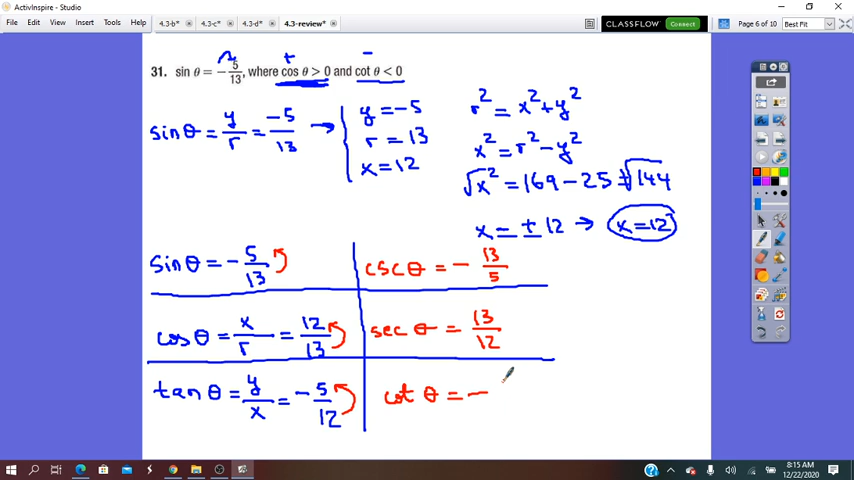 ActivInspire - Studio
File Edit View Insert Tools Help
4.3-b* 4.3-c* 4.3-d* 4.3-review*
CLASSFLOW Connect
Page 6 of 10 Best Fit
+ −
31. sin θ = −5/13, where cos θ > 0 and cot θ < 0
sin θ = y/r = −5/13 → y = −5
r = 13
x = 12
r² = x² + y²
x² = r² − y²
√x² = 169 − 25 = √144
x = ± 12 → x = 12
sin θ = − 5/13
csc θ = − 13/5
cos θ = x/r = 12/13
sec θ = 13/12
tan θ = y/x = − 5/12
cot θ = −
8:15 AM
12/22/2020